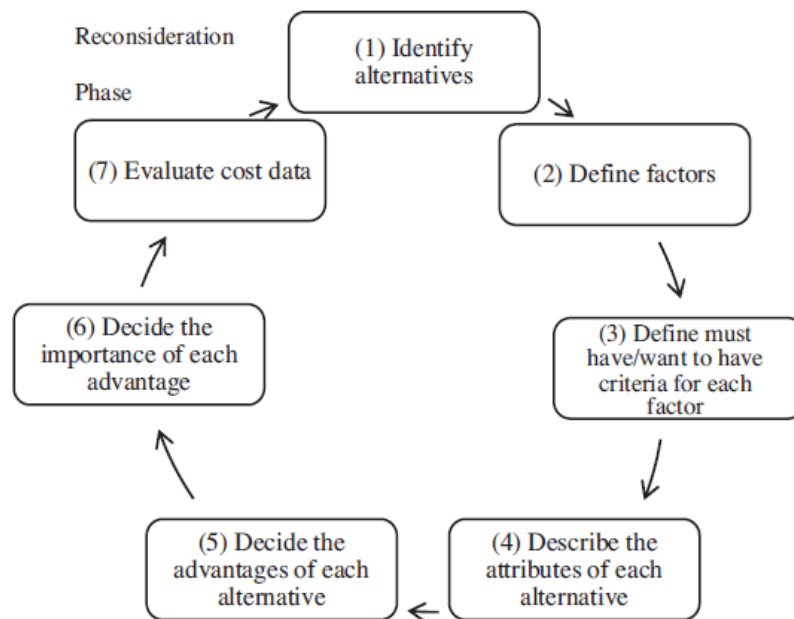 Reconsideration
Phase
(1) Identify
alternatives
(2) Define factors
(3) Define must
have/want to have
criteria for each
factor
(4) Describe the
attributes of each
alternative
(5) Decide the
advantages of each
alternative
(6) Decide the
importance of each
advantage
(7) Evaluate cost data